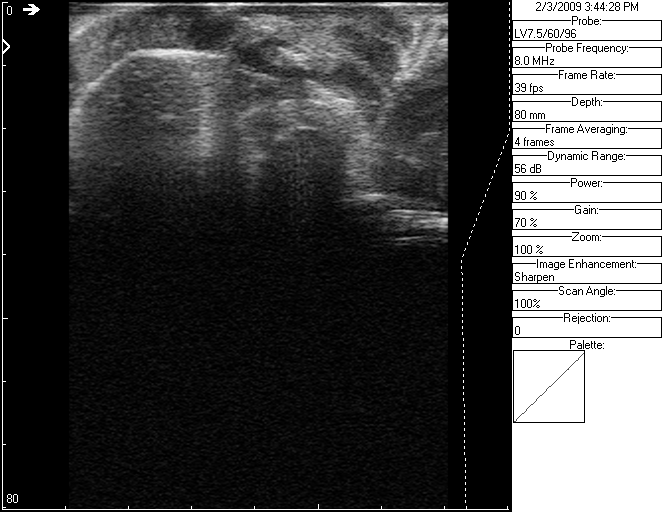 0
80
2/3/2009 3:44:28 PM
Probe:
LV7.5/60/96
Probe Frequency:
8.0 MHz
Frame Rate:
39 fps
Depth:
80 mm
Frame Averaging:
4 frames
Dynamic Range:
56 dB
Power:
90 %
Gain:
70 %
Zoom:
100 %
Image Enhancement:
Sharpen
Scan Angle:
100%
Rejection:
0
Palette: